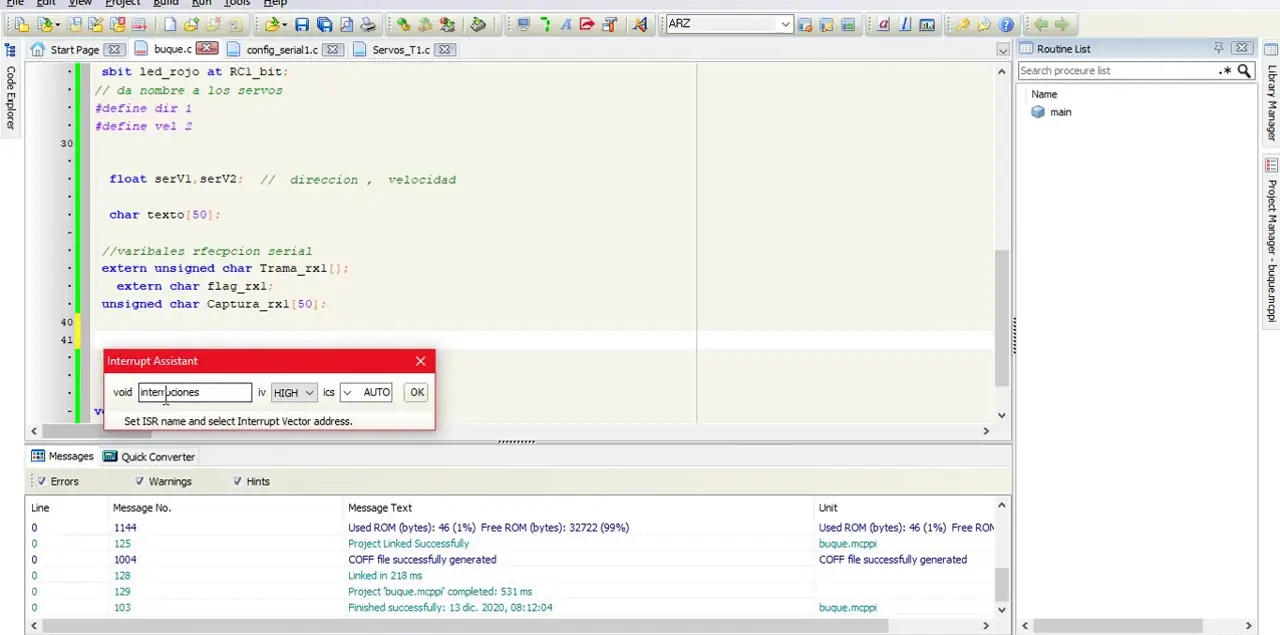 File Edit View Project Build Run Tools Help
ARZ
Start Page buque.c config_serial1.c Servos_T1.c
Routine List
Search proceure list
.*
Name
main
Code Explorer
Library Manager
Project Manager - buque.mcppi
sbit led_rojo at RC1_bit;
// da nombre a los servos
#define dir 1
#define vel 2
30
float serV1,serV2; // direccion , velocidad
char texto[50];
//varibales rfecpcion serial
extern unsigned char Trama_rx1[];
extern char flag_rx1;
unsigned char Captura_rx1[50];
40
41
Interrupt Assistant
void interrupciones iv HIGH ics AUTO OK
Set ISR name and select Interrupt Vector address.
Messages Quick Converter
Errors Warnings Hints
Line Message No. Message Text Unit
0 1144 Used ROM (bytes): 46 (1%) Free ROM (bytes): 32722 (99%) Used ROM (bytes): 46 (1%) Free ROM
0 125 Project Linked Successfully buque.mcppi
0 1004 COFF file successfully generated COFF file successfully generated
0 128 Linked in 218 ms
0 129 Project 'buque.mcppi' completed: 531 ms
0 103 Finished successfully: 13 dic. 2020, 08:12:04 buque.mcppi